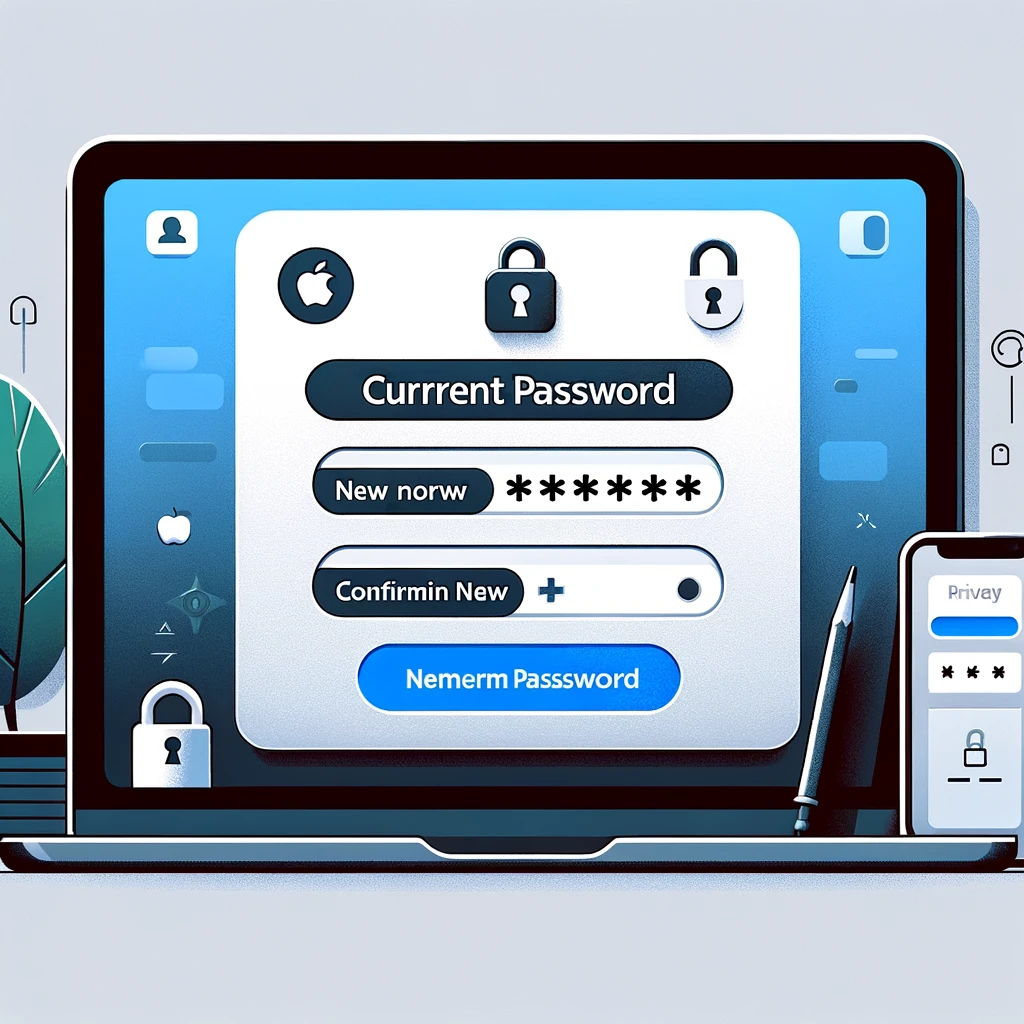 Currrent Password
New norw ******
Confirmin New +
Nemerm Passsword
Privay
***